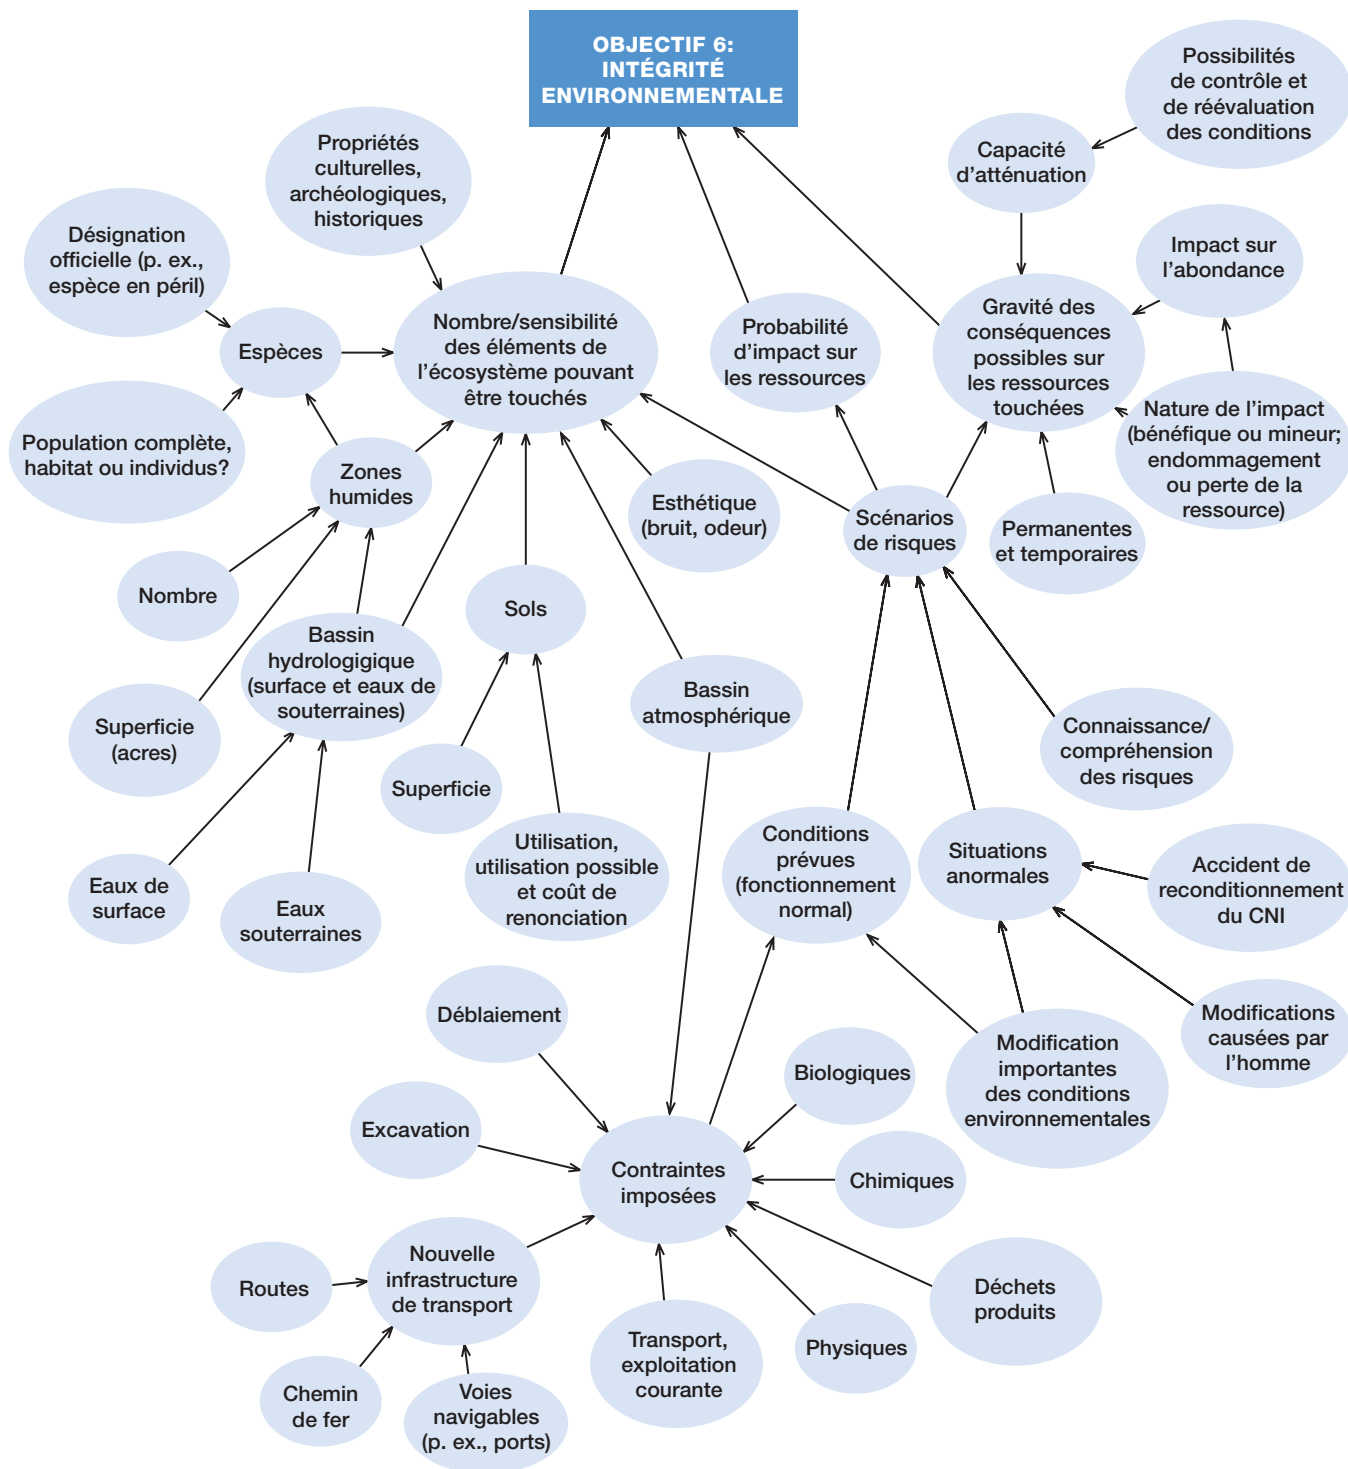 OBJECTIF 6:
INTÉGRITÉ
ENVIRONNEMENTALE
Possibilités
de contrôle et
de réévaluation
des conditions
Propriétés
culturelles,
archéologiques,
historiques
Capacité
d'atténuation
Désignation
officielle (p. ex.,
espèce en péril)
Impact sur
l'abondance
Espèces
Nombre/sensibilité
des éléments de
l'écosystème pouvant
être touchés
Probabilité
d'impact sur
les ressources
Gravité des
conséquences
possibles sur
les ressources
touchées
Population complète,
habitat ou individus?
Nature de l'impact
(bénéfique ou mineur;
endommagement
ou perte de la
ressource)
Zones
humides
Esthétique
(bruit, odeur)
Scénarios
de risques
Permanentes
et temporaires
Nombre
Sols
Bassin
hydrologigique
(surface et eaux de
souterraines)
Bassin
atmosphérique
Superficie
(acres)
Connaissance/
compréhension
des risques
Superficie
Utilisation,
utilisation possible
et coût de
renonciation
Conditions
prévues
(fonctionnement
normal)
Situations
anormales
Accident de
reconditionnement
du CNI
Eaux de
surface
Eaux
souterraines
Déblaiement
Modifications
causées par
l'homme
Modification
importantes
des conditions
environnementales
Biologiques
Excavation
Contraintes
imposées
Chimiques
Nouvelle
infrastructure
de transport
Routes
Déchets
produits
Transport,
exploitation
courante
Physiques
Chemin
de fer
Voies
navigables
(p. ex., ports)